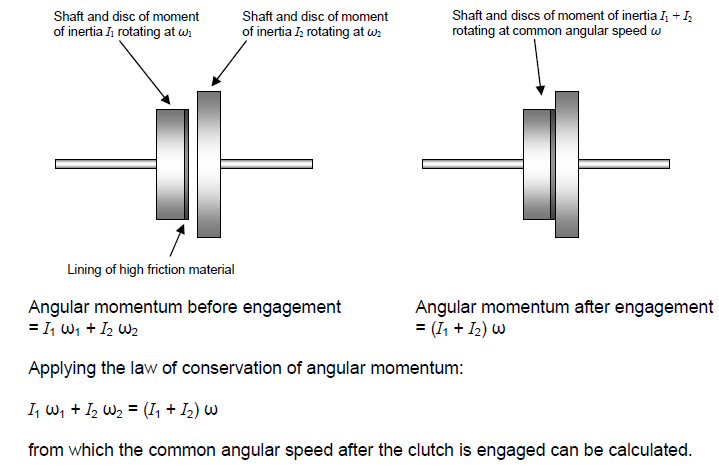 Shaft and disc of moment
of inertia I₁ rotating at ω₁
Shaft and disc of moment
of inertia I₂ rotating at ω₂
Shaft and discs of moment of inertia I₁ + I₂
rotating at common angular speed ω
Lining of high friction material
Angular momentum before engagement
= I₁ ω₁ + I₂ ω₂
Angular momentum after engagement
= (I₁ + I₂) ω
Applying the law of conservation of angular momentum:
I₁ ω₁ + I₂ ω₂ = (I₁ + I₂) ω
from which the common angular speed after the clutch is engaged can be calculated.